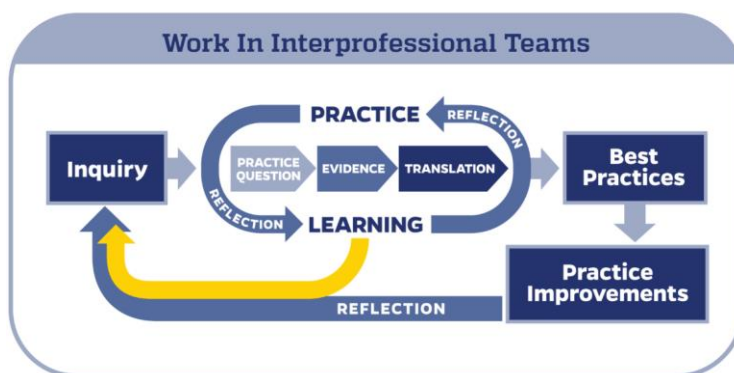 Work In Interprofessional Teams
PRACTICE
REFLECTION
Inquiry
PRACTICE
QUESTION
EVIDENCE
TRANSLATION
Best
Practices
REFLECTION
LEARNING
Practice
Improvements
REFLECTION